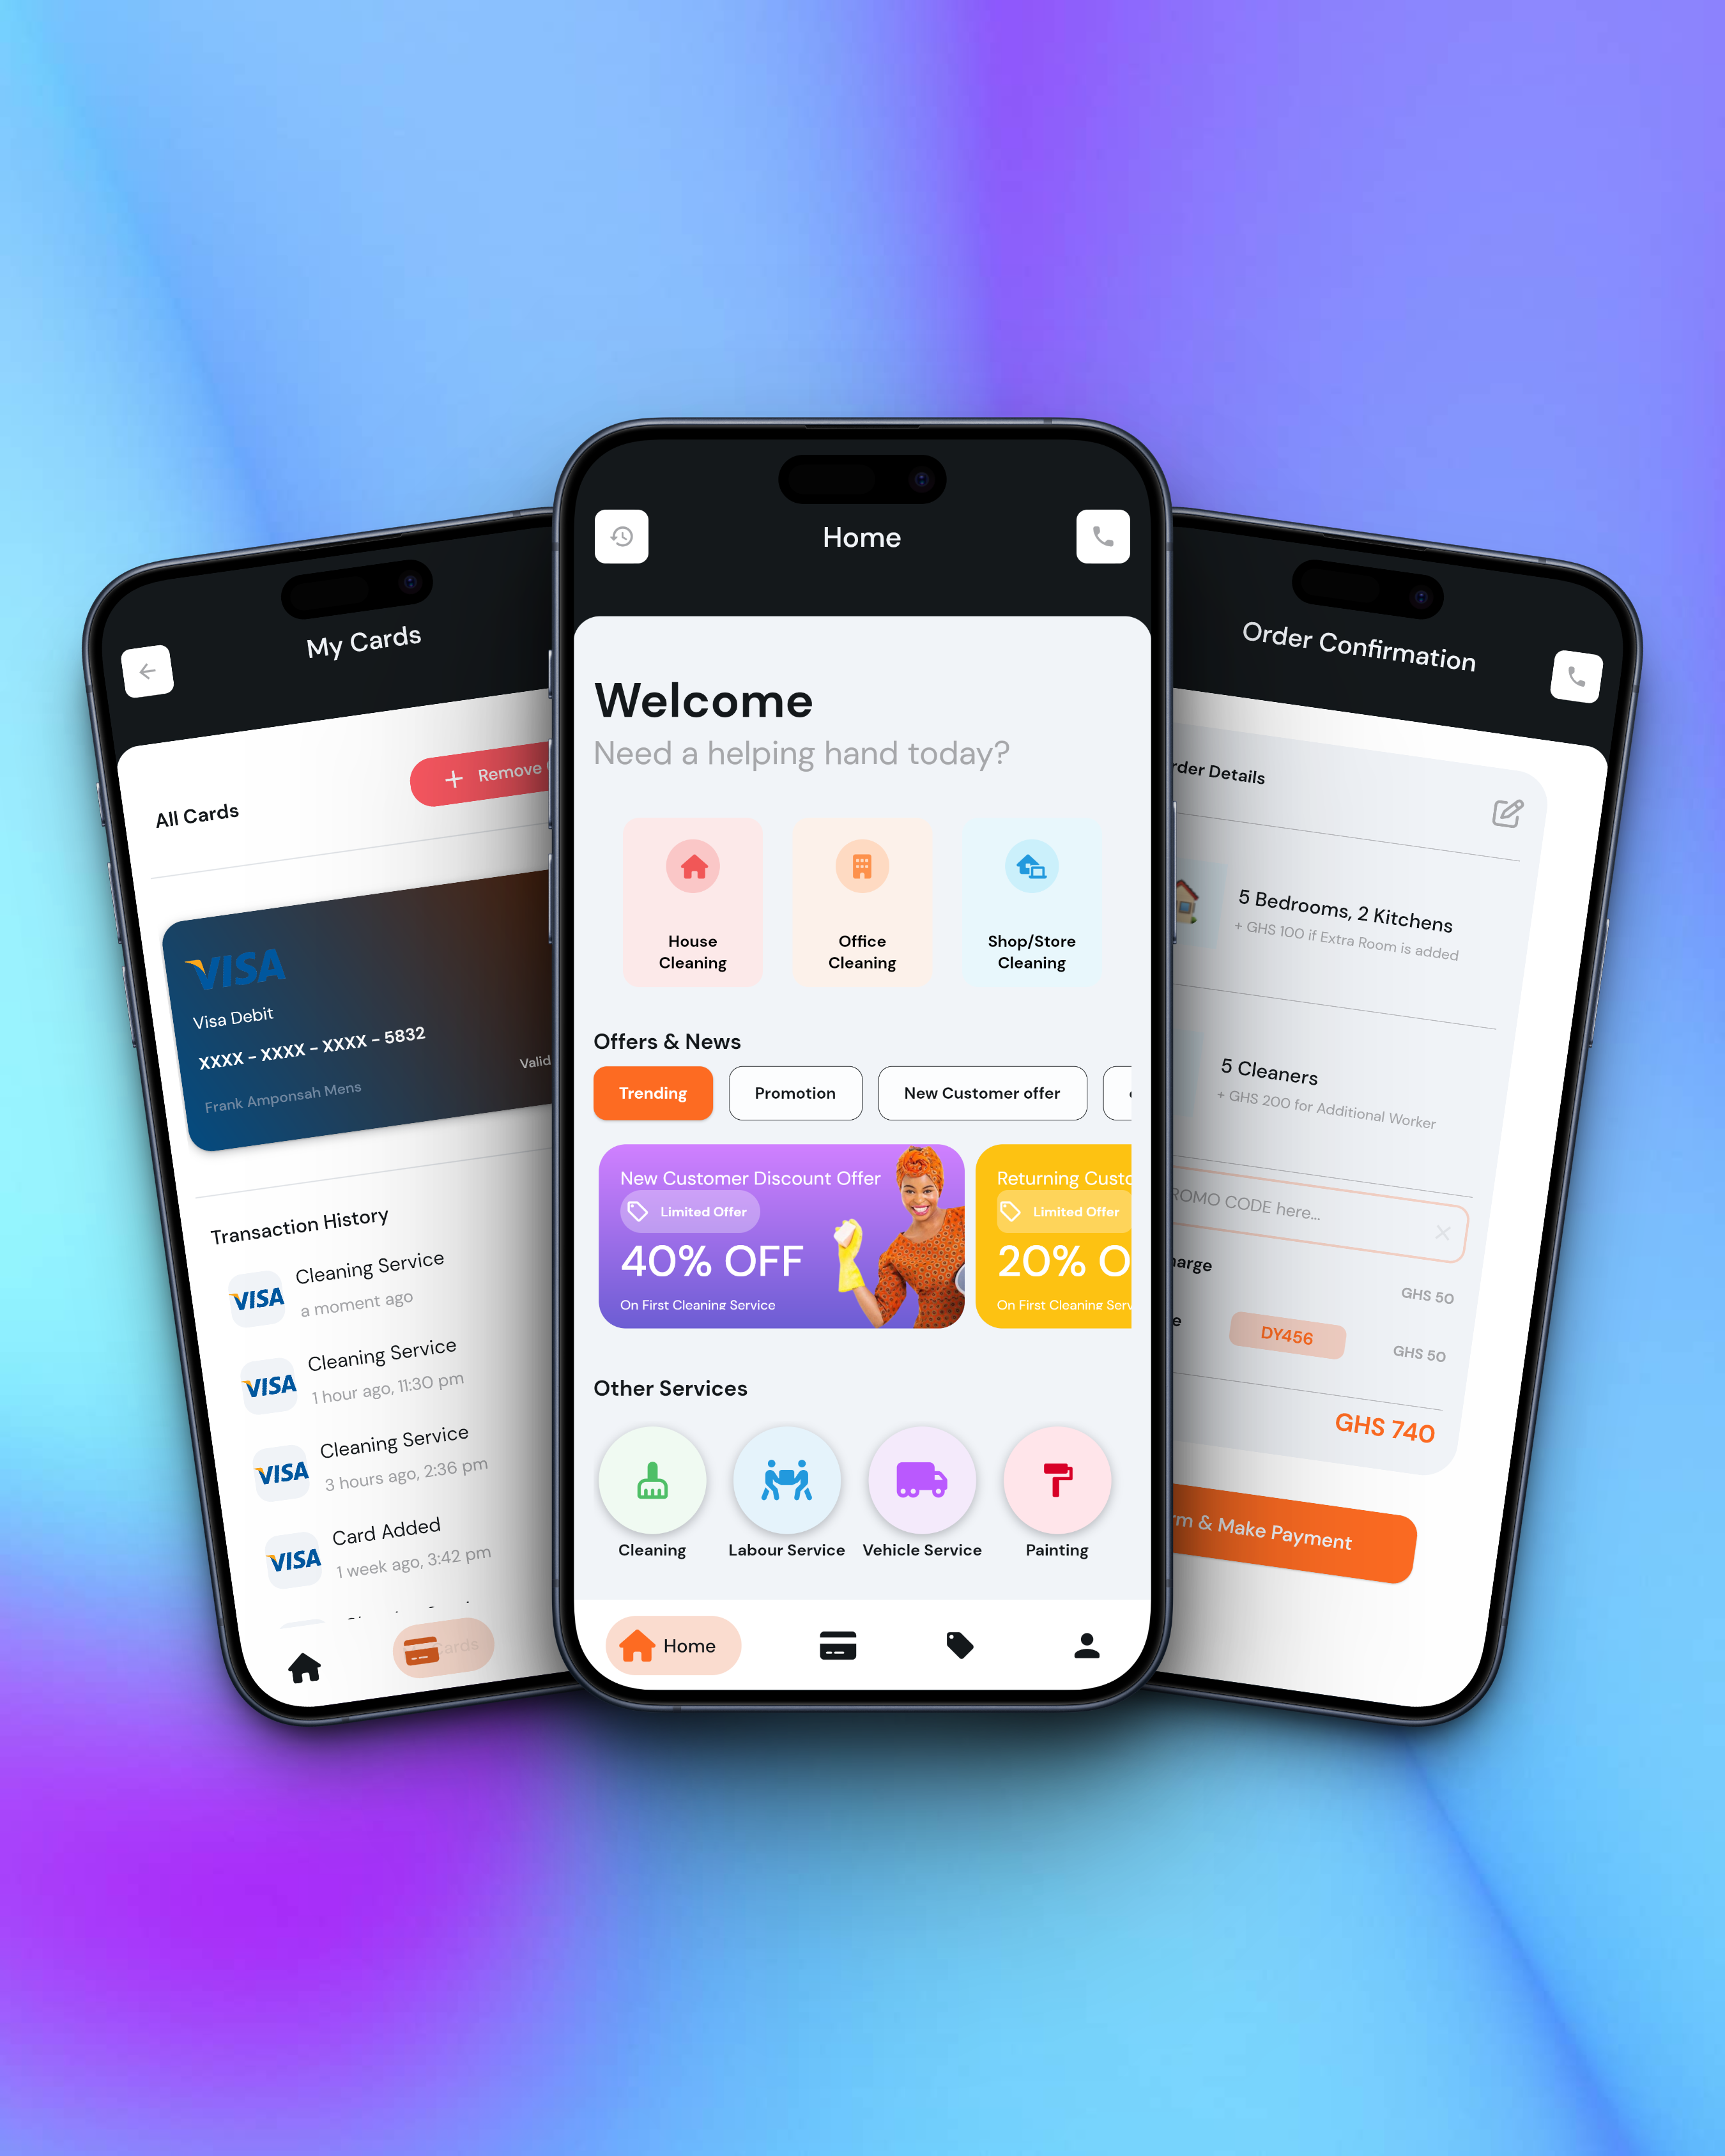 My Cards
All Cards
Remove
VISA
Visa Debit
XXXX - XXXX - XXXX - 5832
Valid
Frank Amponsah Mens
Transaction History
VISA
Cleaning Service
a moment ago
VISA
Cleaning Service
1 hour ago, 11:30 pm
VISA
Cleaning Service
3 hours ago, 2:36 pm
VISA
Card Added
1 week ago, 3:42 pm
Home
Welcome
Need a helping hand today?
House
Cleaning
Office
Cleaning
Shop/Store
Cleaning
Offers & News
Trending
Promotion
New Customer offer
New Customer Discount Offer
Limited Offer
40% OFF
On First Cleaning Service
Returning Custo
Limited Offer
20% O
On First Cleaning Serv
Other Services
Cleaning
Labour Service
Vehicle Service
Painting
Home
Order Confirmation
rder Details
5 Bedrooms, 2 Kitchens
+ GHS 100 if Extra Room is added
5 Cleaners
+ GHS 200 for Additional Worker
ROMO CODE here...
arge
GHS 50
e
DY456
GHS 50
GHS 740
m & Make Payment